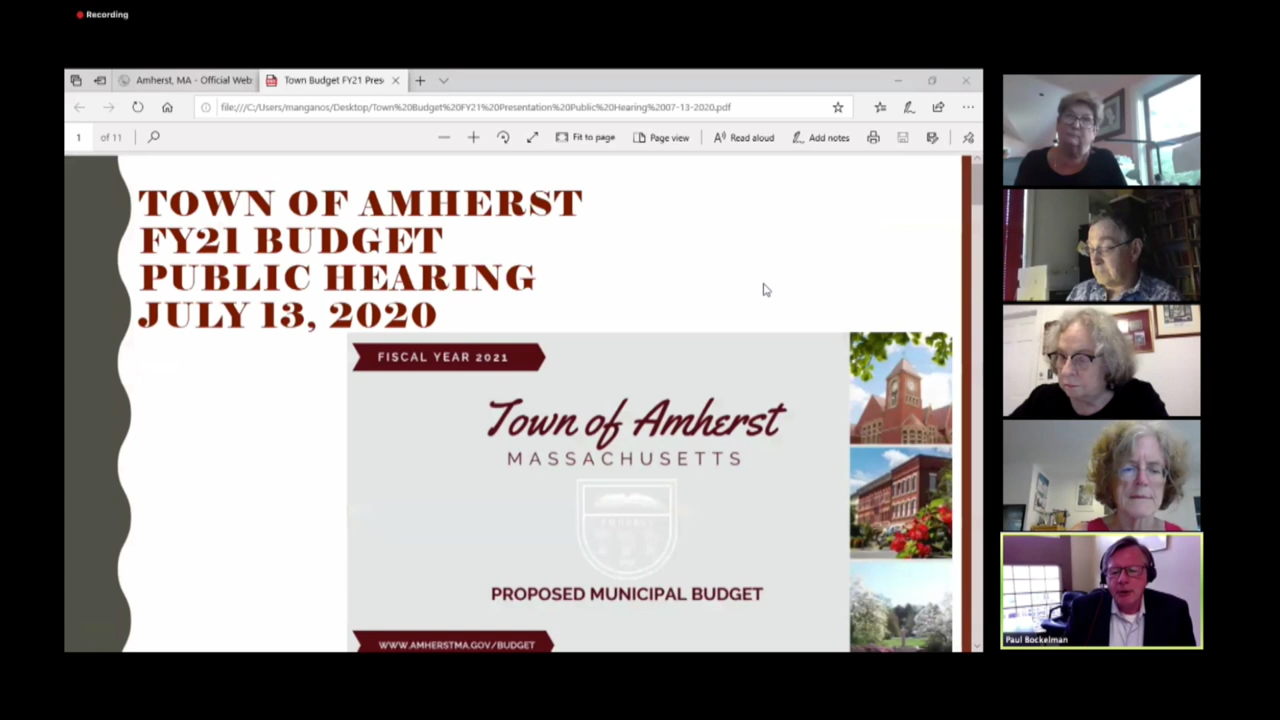 Recording
Amherst, MA - Official Web
Town Budget FY21 Pres
file:///C:/Users/manganos/Desktop/Town%20Budget%20FY21%20Presentation%20Public%20Hearing%2007-13-2020.pdf
1 of 11
Fit to page
Page view
Read aloud
Add notes
TOWN OF AMHERST
FY21 BUDGET
PUBLIC HEARING
JULY 13, 2020
FISCAL YEAR 2021
Town of Amherst
MASSACHUSETTS
PROPOSED MUNICIPAL BUDGET
WWW.AMHERSTMA.GOV/BUDGET
Paul Bockelman